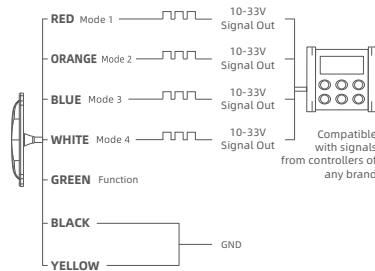 RED Mode 1
10-33V
Signal Out
ORANGE Mode 2
10-33V
Signal Out
BLUE Mode 3
10-33V
Signal Out
WHITE Mode 4
10-33V
Signal Out
Compatible
with signals
from controllers of
any brand
GREEN Function
BLACK
GND
YELLOW